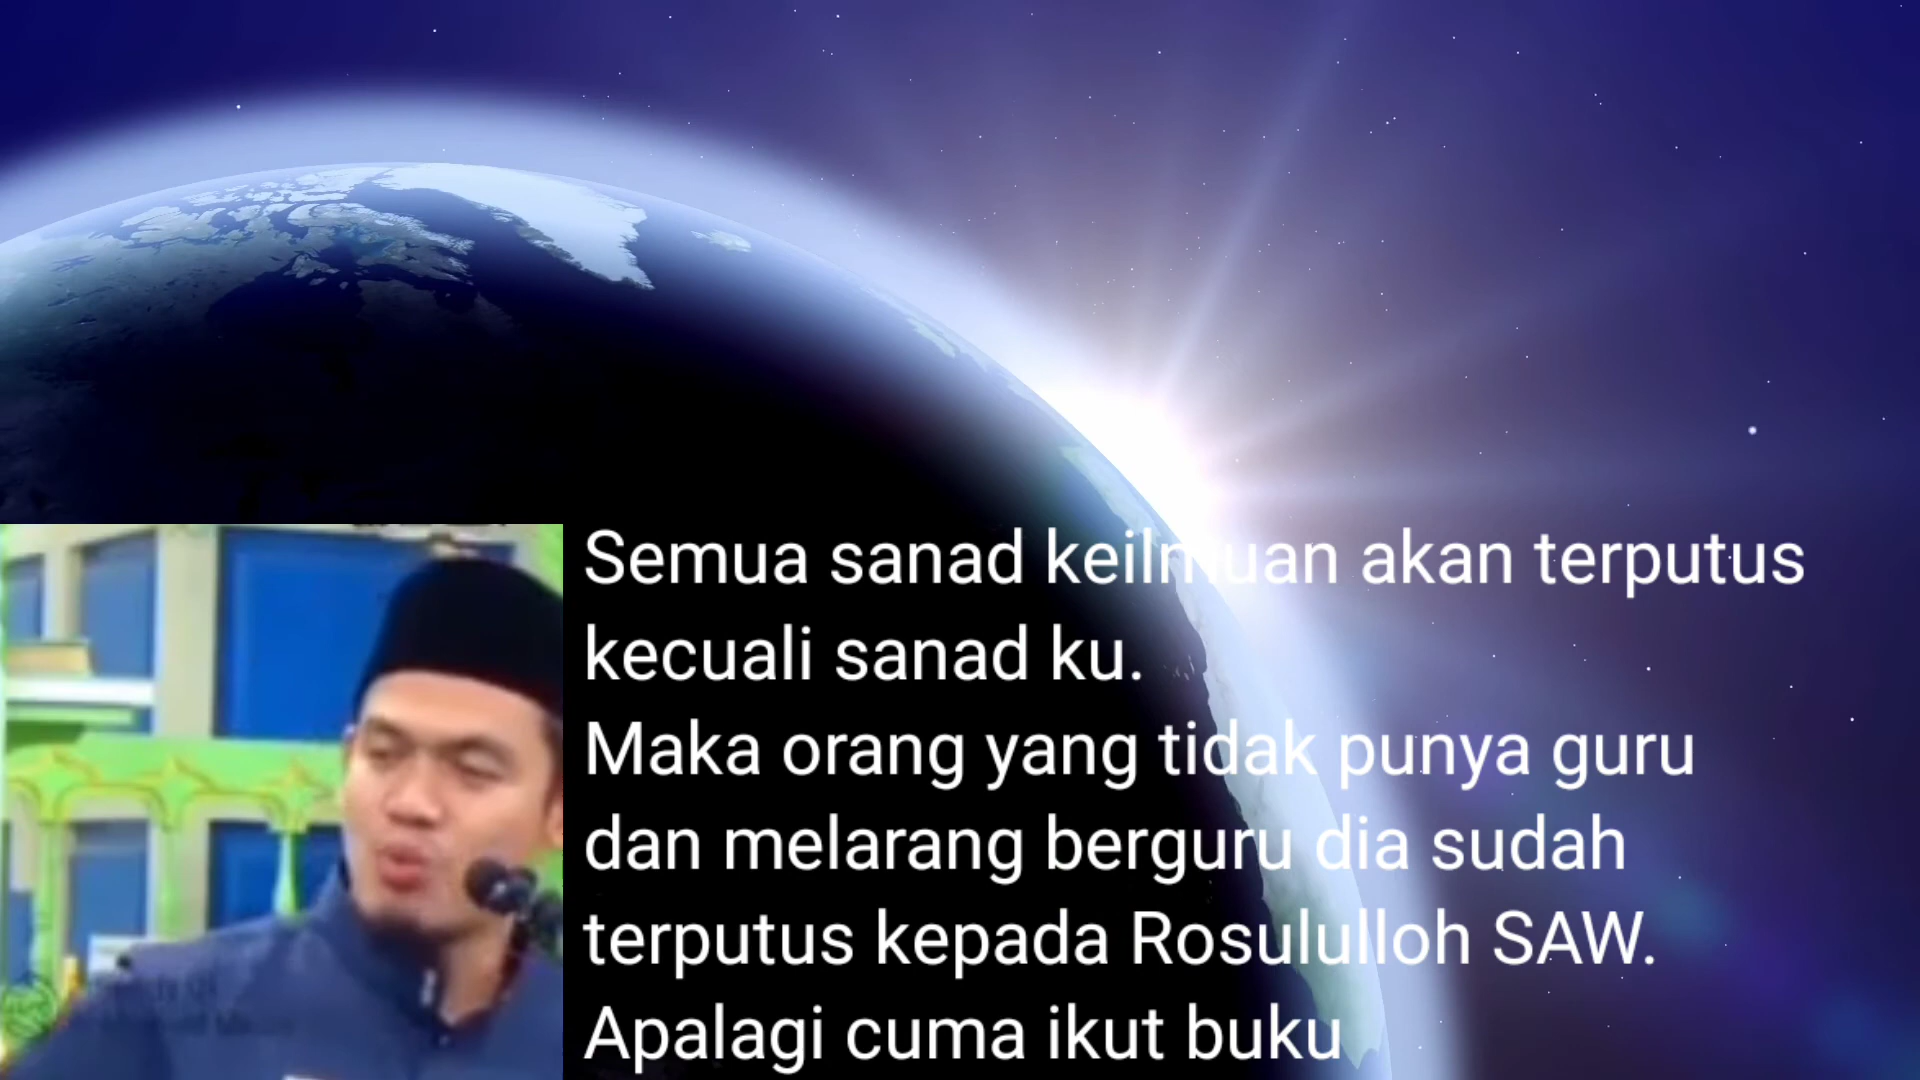 Semua sanad keilmuan akan terputus
kecuali sanad ku.
Maka orang yang tidak punya guru
dan melarang berguru dia sudah
terputus kepada Rosululloh SAW.
Apalagi cuma ikut buku